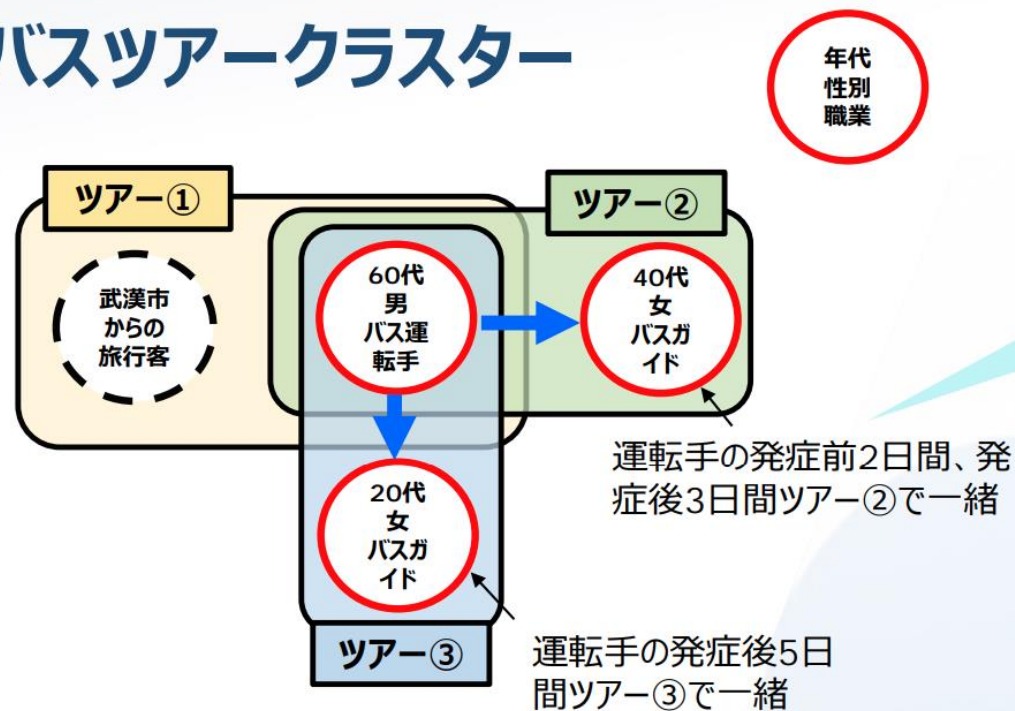 バスツアークラスター
年代
性別
職業
ツアー①
ツアー②
武漢市
からの
旅行客
60代
男
バス運
転手
40代
女
バスガ
イド
運転手の発症前2日間、発
症後3日間ツアー②で一緒
20代
女
バスガ
イド
ツアー③
運転手の発症後5日
間ツアー③で一緒